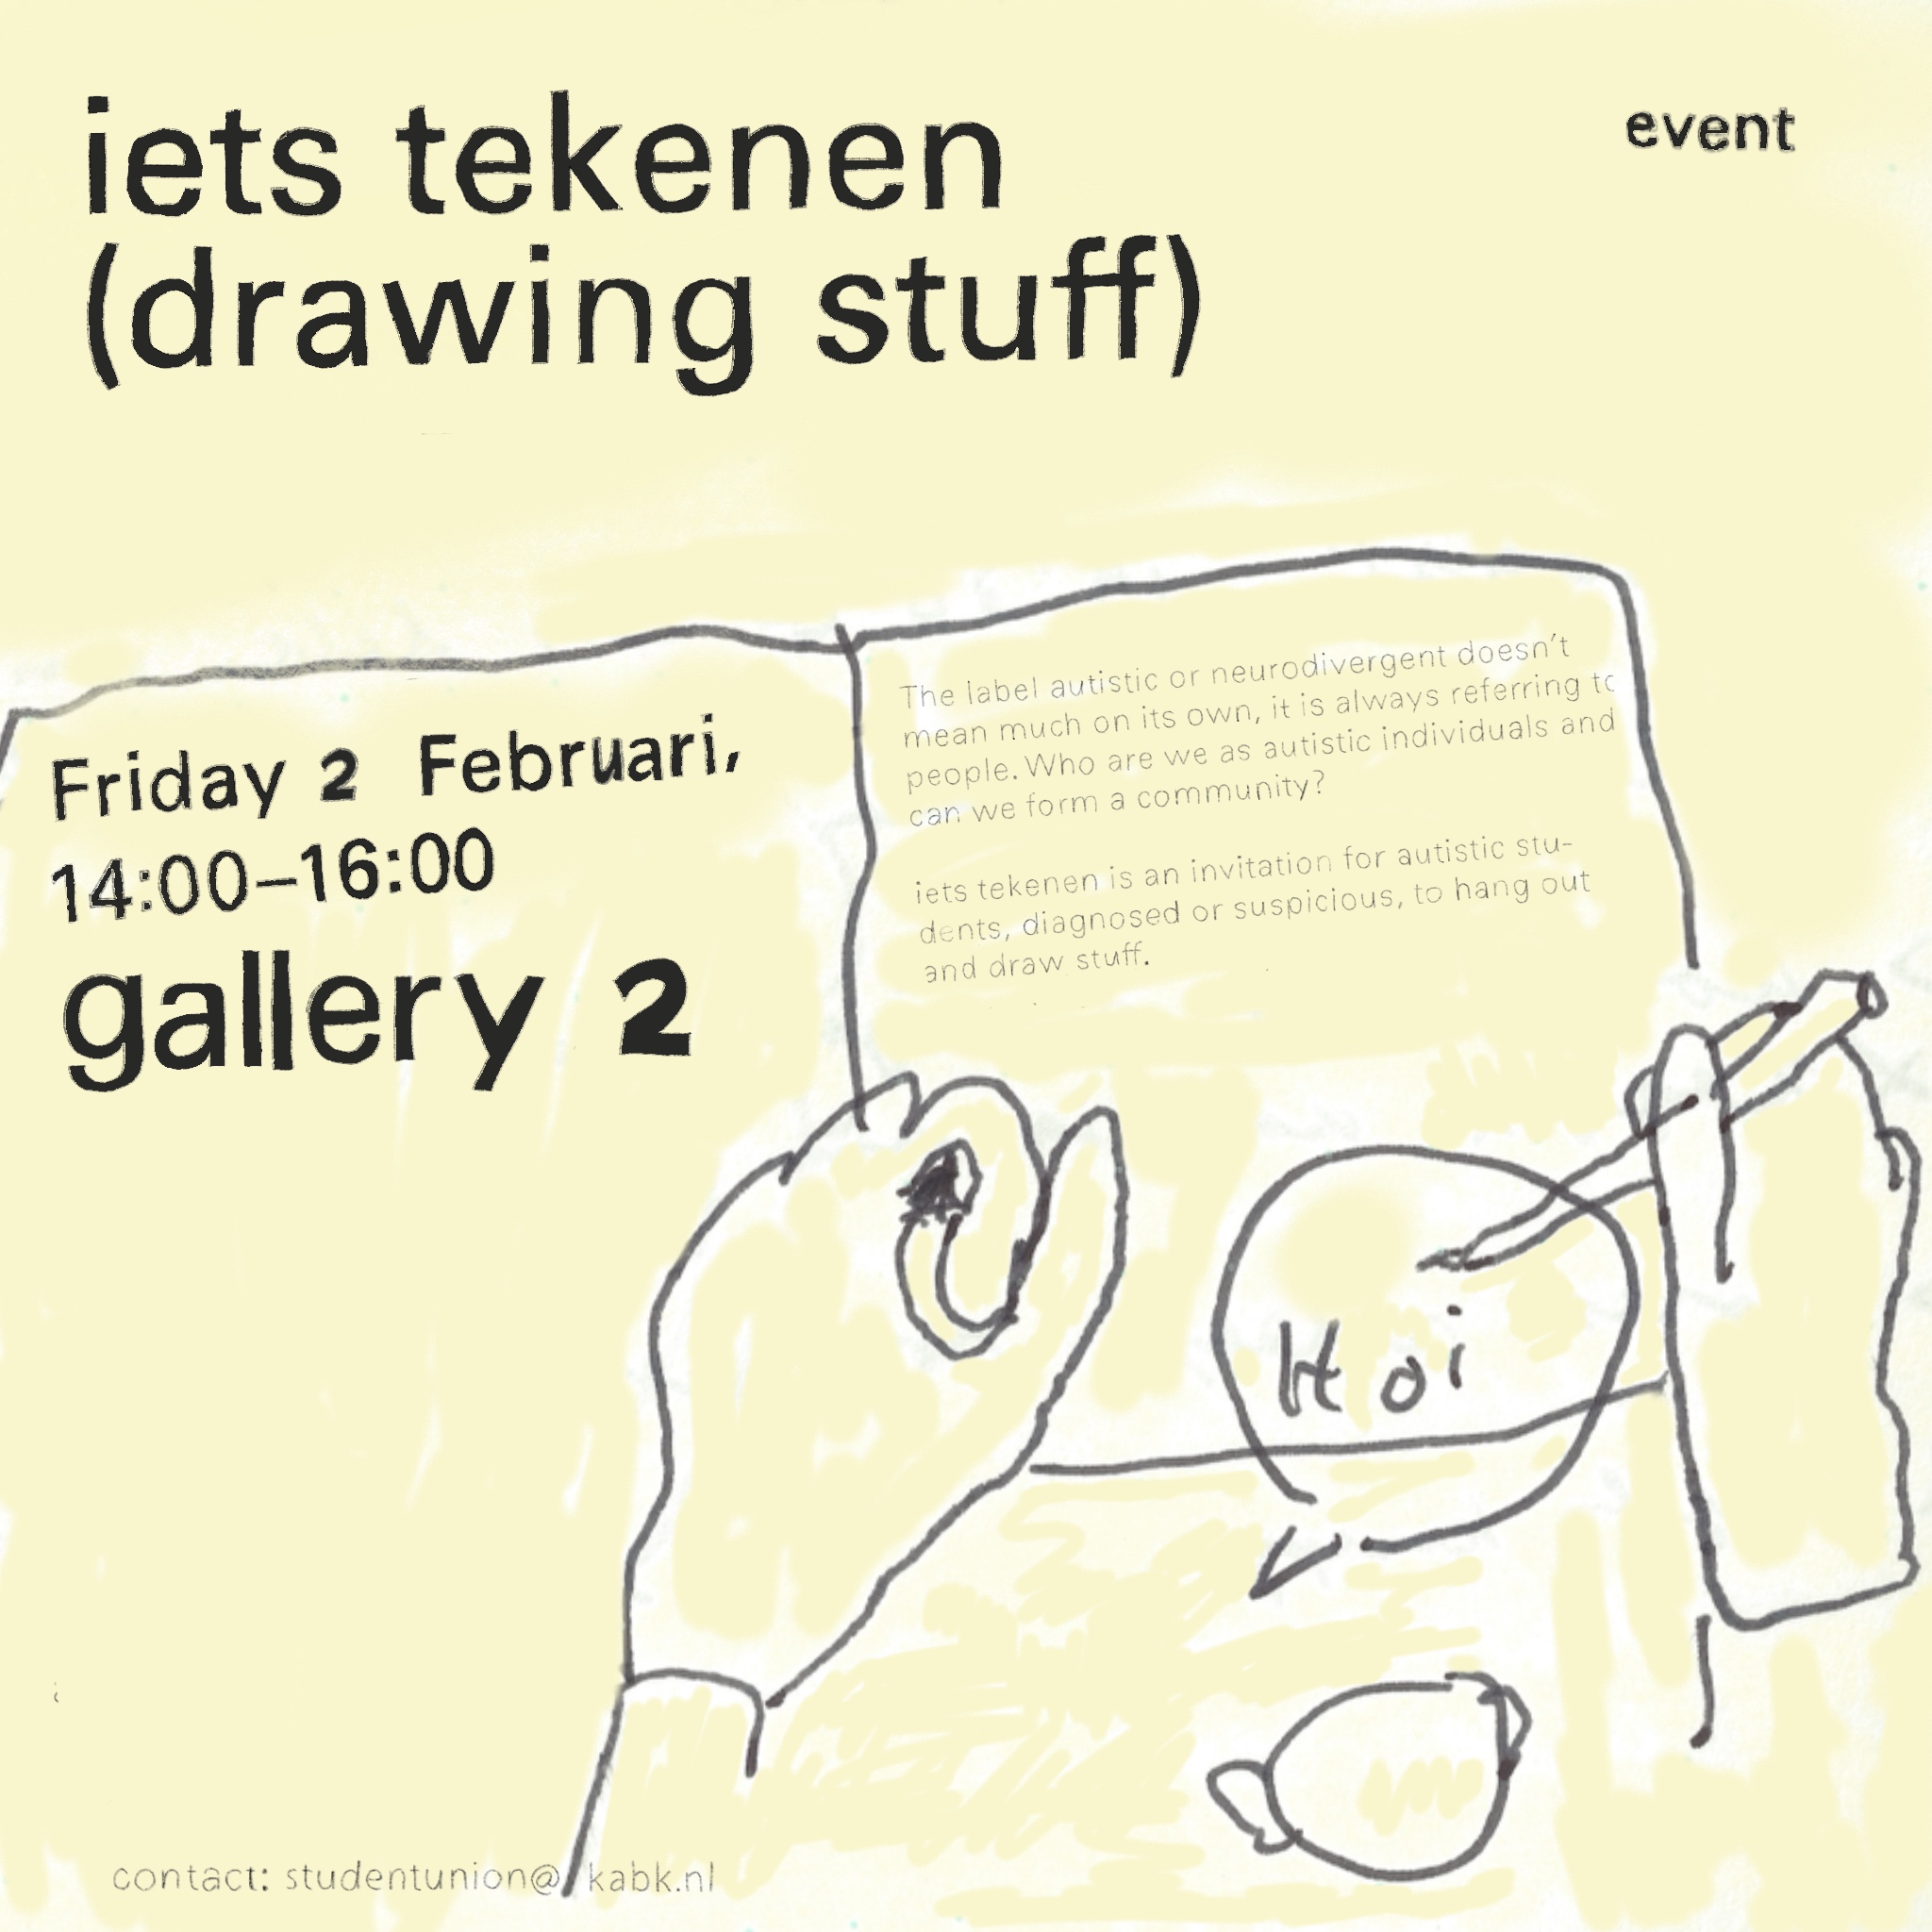 iets tekenen
(drawing stuff)
event
Friday 2 Februari,
14:00–16:00
gallery 2
The label autistic or neurodivergent doesn't
mean much on its own, it is always referring to
people. Who are we as autistic individuals and
can we form a community?
iets tekenen is an invitation for autistic stu-
dents, diagnosed or suspicious, to hang out
and draw stuff.
Hoi
contact: studentunion@kabk.nl